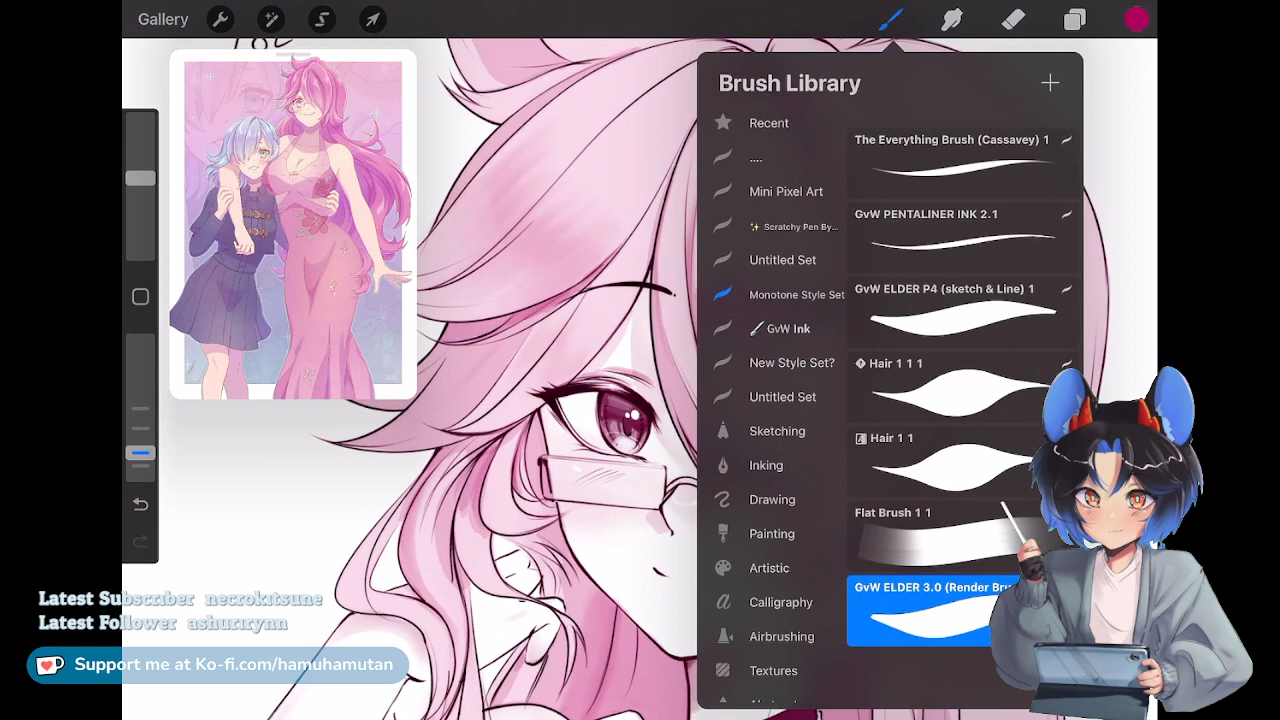 Gallery
Brush Library
Recent
....
Mini Pixel Art
✨ Scratchy Pen By...
Untitled Set
Monotone Style Set
GvW Ink
New Style Set?
Untitled Set
Sketching
Inking
Drawing
Painting
Artistic
Calligraphy
Airbrushing
Textures
The Everything Brush (Cassavey) 1
GvW PENTALINER INK 2.1
GvW ELDER P4 (sketch & Line) 1
Hair 1 1 1
Hair 1 1
Flat Brush 1 1
GvW ELDER 3.0 (Render Bru
Latest Subscriber necrokitsune
Latest Follower ashurirynn
Support me at Ko-fi.com/hamuhamutan